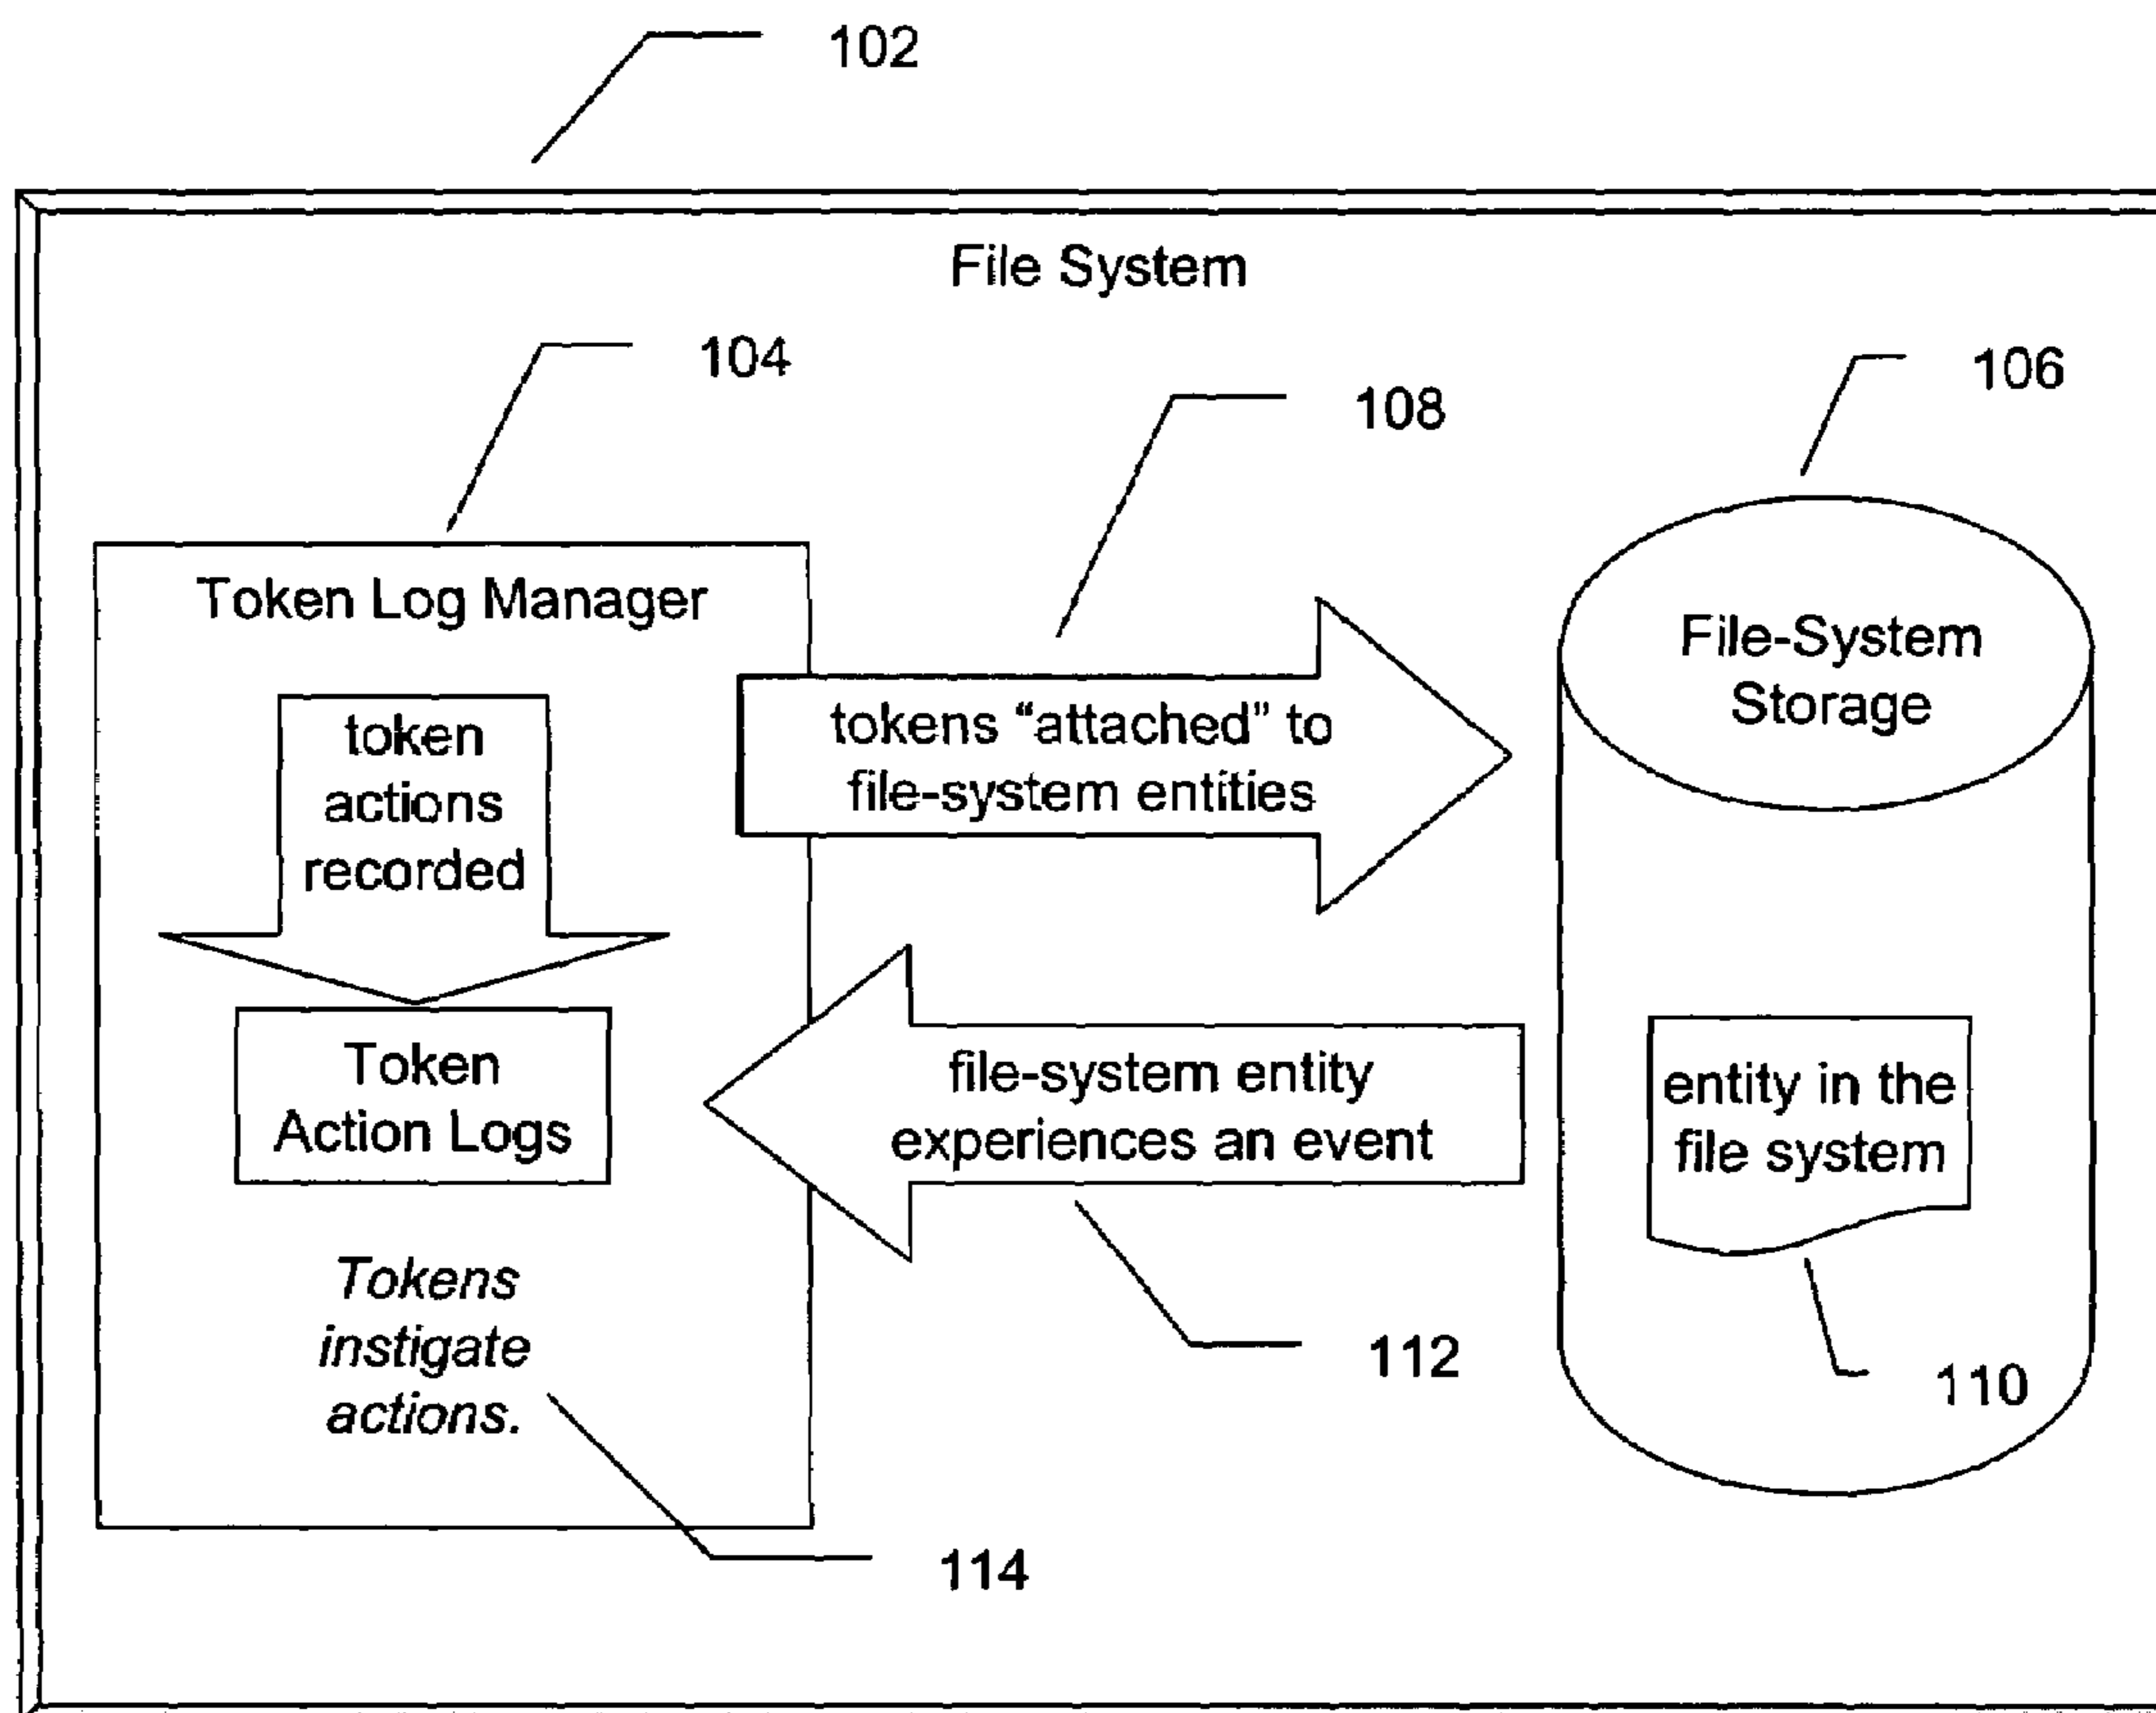 102
File System
104
108
106
Token Log Manager
token
actions
recorded
tokens “attached” to
file-system entities
File-System
Storage
Token
Action Logs
file-system entity
experiences an event
entity in the
file system
Tokens
instigate
actions.
112
110
114